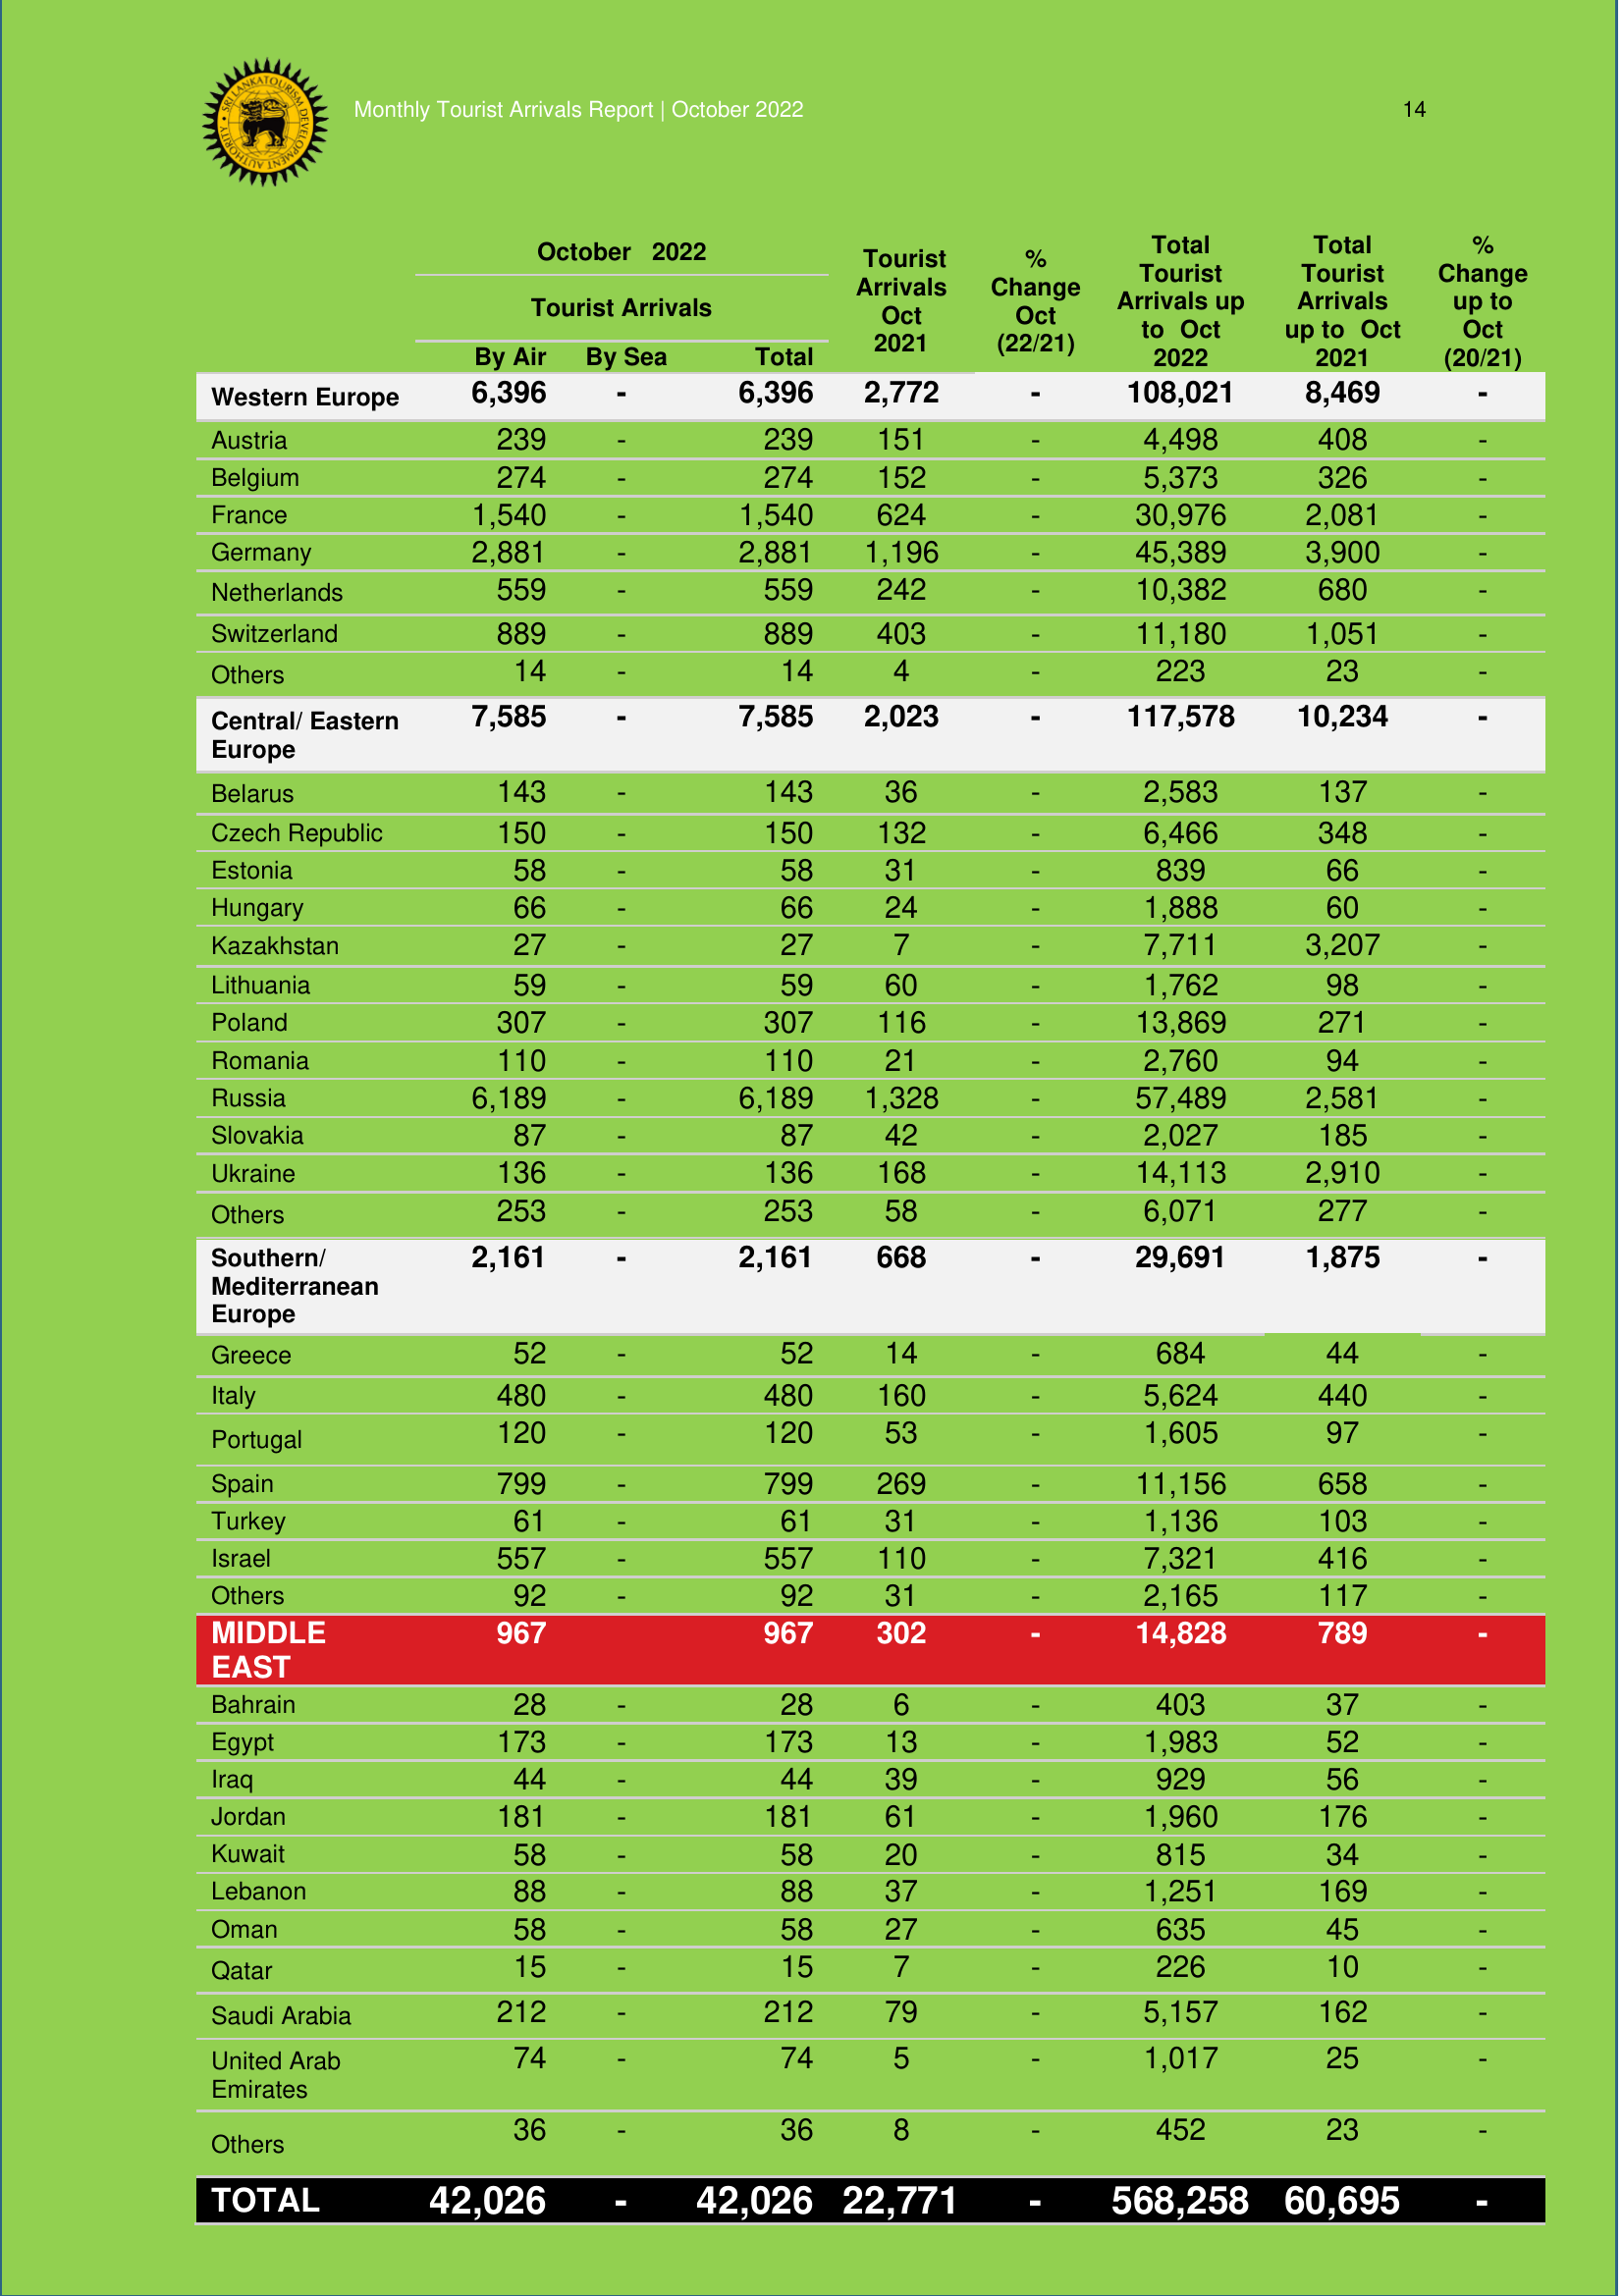 SRI LANKA TOURISM DEVELOPMENT AUTHORITY
Monthly Tourist Arrivals Report | October 2022 14
October 2022
Tourist Arrivals
By Air By Sea Total
Tourist
Arrivals
Oct
2021
%
Change
Oct
(22/21)
Total
Tourist
Arrivals up
to Oct
2022
Total
Tourist
Arrivals
up to Oct
2021
%
Change
up to
Oct
(20/21)
Western Europe 6,396 - 6,396 2,772 - 108,021 8,469 -
Austria 239 - 239 151 - 4,498 408 -
Belgium 274 - 274 152 - 5,373 326 -
France 1,540 - 1,540 624 - 30,976 2,081 -
Germany 2,881 - 2,881 1,196 - 45,389 3,900 -
Netherlands 559 - 559 242 - 10,382 680 -
Switzerland 889 - 889 403 - 11,180 1,051 -
Others 14 - 14 4 - 223 23 -
Central/ Eastern 7,585 - 7,585 2,023 - 117,578 10,234 -
Europe
Belarus 143 - 143 36 - 2,583 137 -
Czech Republic 150 - 150 132 - 6,466 348 -
Estonia 58 - 58 31 - 839 66 -
Hungary 66 - 66 24 - 1,888 60 -
Kazakhstan 27 - 27 7 - 7,711 3,207 -
Lithuania 59 - 59 60 - 1,762 98 -
Poland 307 - 307 116 - 13,869 271 -
Romania 110 - 110 21 - 2,760 94 -
Russia 6,189 - 6,189 1,328 - 57,489 2,581 -
Slovakia 87 - 87 42 - 2,027 185 -
Ukraine 136 - 136 168 - 14,113 2,910 -
Others 253 - 253 58 - 6,071 277 -
Southern/ 2,161 - 2,161 668 - 29,691 1,875 -
Mediterranean
Europe
Greece 52 - 52 14 - 684 44 -
Italy 480 - 480 160 - 5,624 440 -
Portugal 120 - 120 53 - 1,605 97 -
Spain 799 - 799 269 - 11,156 658 -
Turkey 61 - 61 31 - 1,136 103 -
Israel 557 - 557 110 - 7,321 416 -
Others 92 - 92 31 - 2,165 117 -
MIDDLE 967 967 302 - 14,828 789 -
EAST
Bahrain 28 - 28 6 - 403 37 -
Egypt 173 - 173 13 - 1,983 52 -
Iraq 44 - 44 39 - 929 56 -
Jordan 181 - 181 61 - 1,960 176 -
Kuwait 58 - 58 20 - 815 34 -
Lebanon 88 - 88 37 - 1,251 169 -
Oman 58 - 58 27 - 635 45 -
Qatar 15 - 15 7 - 226 10 -
Saudi Arabia 212 - 212 79 - 5,157 162 -
United Arab 74 - 74 5 - 1,017 25 -
Emirates
Others 36 - 36 8 - 452 23 -
TOTAL 42,026 - 42,026 22,771 - 568,258 60,695 -